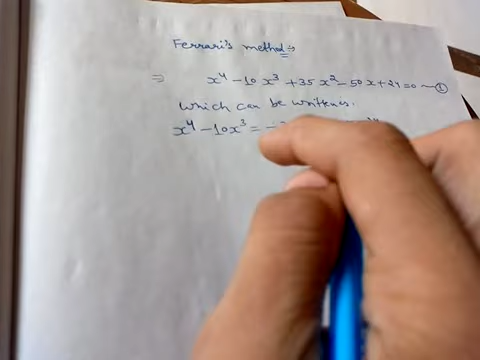 Ferrari's method :-
⇒ x⁴ - 10x³ + 35x² - 50x + 24 = 0 — ①
Which can be written as.
x⁴ - 10x³ = -